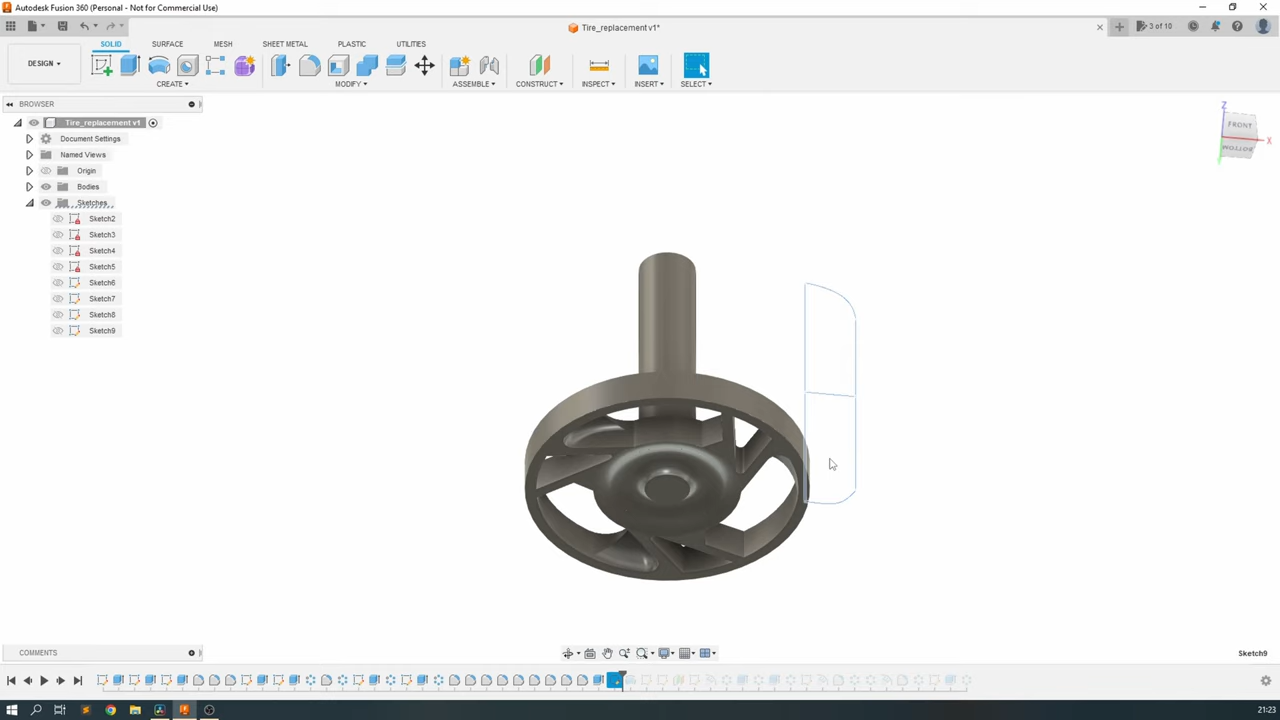 Autodesk Fusion 360 (Personal - Not for Commercial Use)
Tire_replacement v1*
3 of 10
DESIGN
SOLID
SURFACE
MESH
SHEET METAL
PLASTIC
UTILITIES
CREATE
MODIFY
ASSEMBLE
CONSTRUCT
INSPECT
INSERT
SELECT
BROWSER
Tire_replacement v1
Document Settings
Named Views
Origin
Bodies
Sketches
Sketch2
Sketch3
Sketch4
Sketch5
Sketch6
Sketch7
Sketch8
Sketch9
Z
FRONT
X
BOTTOM
COMMENTS
Sketch9
21:23